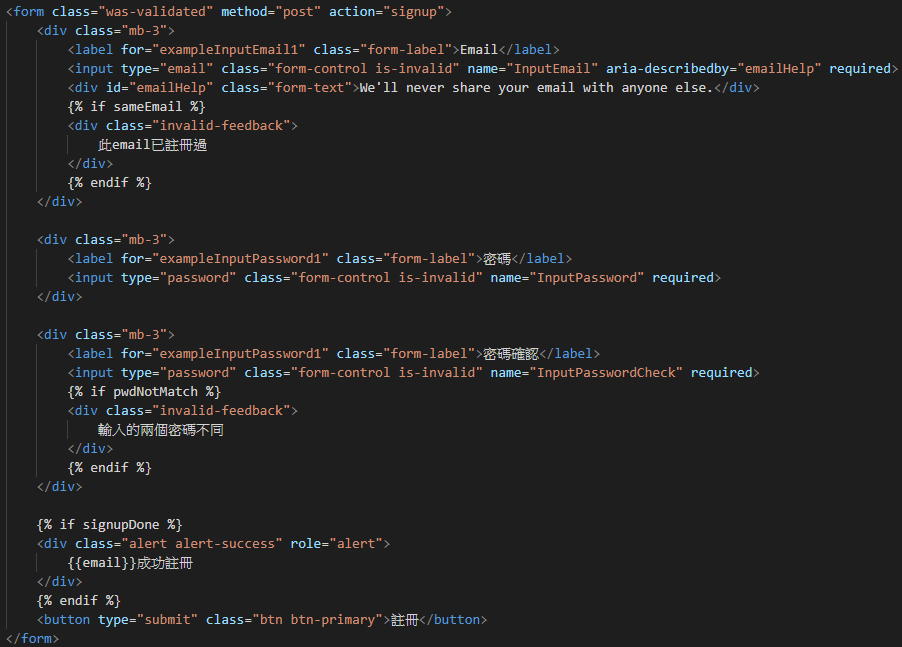 <form class="was-validated" method="post" action="signup">
<div class="mb-3">
<label for="exampleInputEmail1" class="form-label">Email</label>
<input type="email" class="form-control is-invalid" name="InputEmail" aria-describedby="emailHelp" required>
<div id="emailHelp" class="form-text">We'll never share your email with anyone else.</div>
{% if sameEmail %}
<div class="invalid-feedback">
此email已註冊過
</div>
{% endif %}
</div>
<div class="mb-3">
<label for="exampleInputPassword1" class="form-label">密碼</label>
<input type="password" class="form-control is-invalid" name="InputPassword" required>
</div>
<div class="mb-3">
<label for="exampleInputPassword1" class="form-label">密碼確認</label>
<input type="password" class="form-control is-invalid" name="InputPasswordCheck" required>
{% if pwdNotMatch %}
<div class="invalid-feedback">
輸入的兩個密碼不同
</div>
{% endif %}
</div>
{% if signupDone %}
<div class="alert alert-success" role="alert">
{{email}}成功註冊
</div>
{% endif %}
<button type="submit" class="btn btn-primary">註冊</button>
</form>